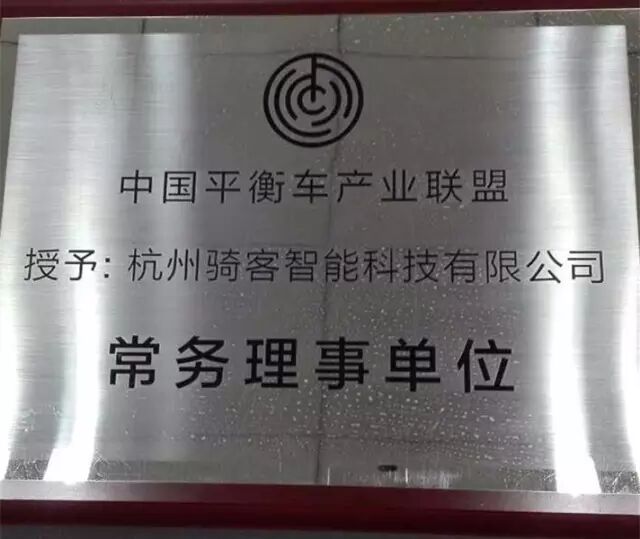 中国平衡车产业联盟
授予: 杭州骑客智能科技有限公司
常务理事单位